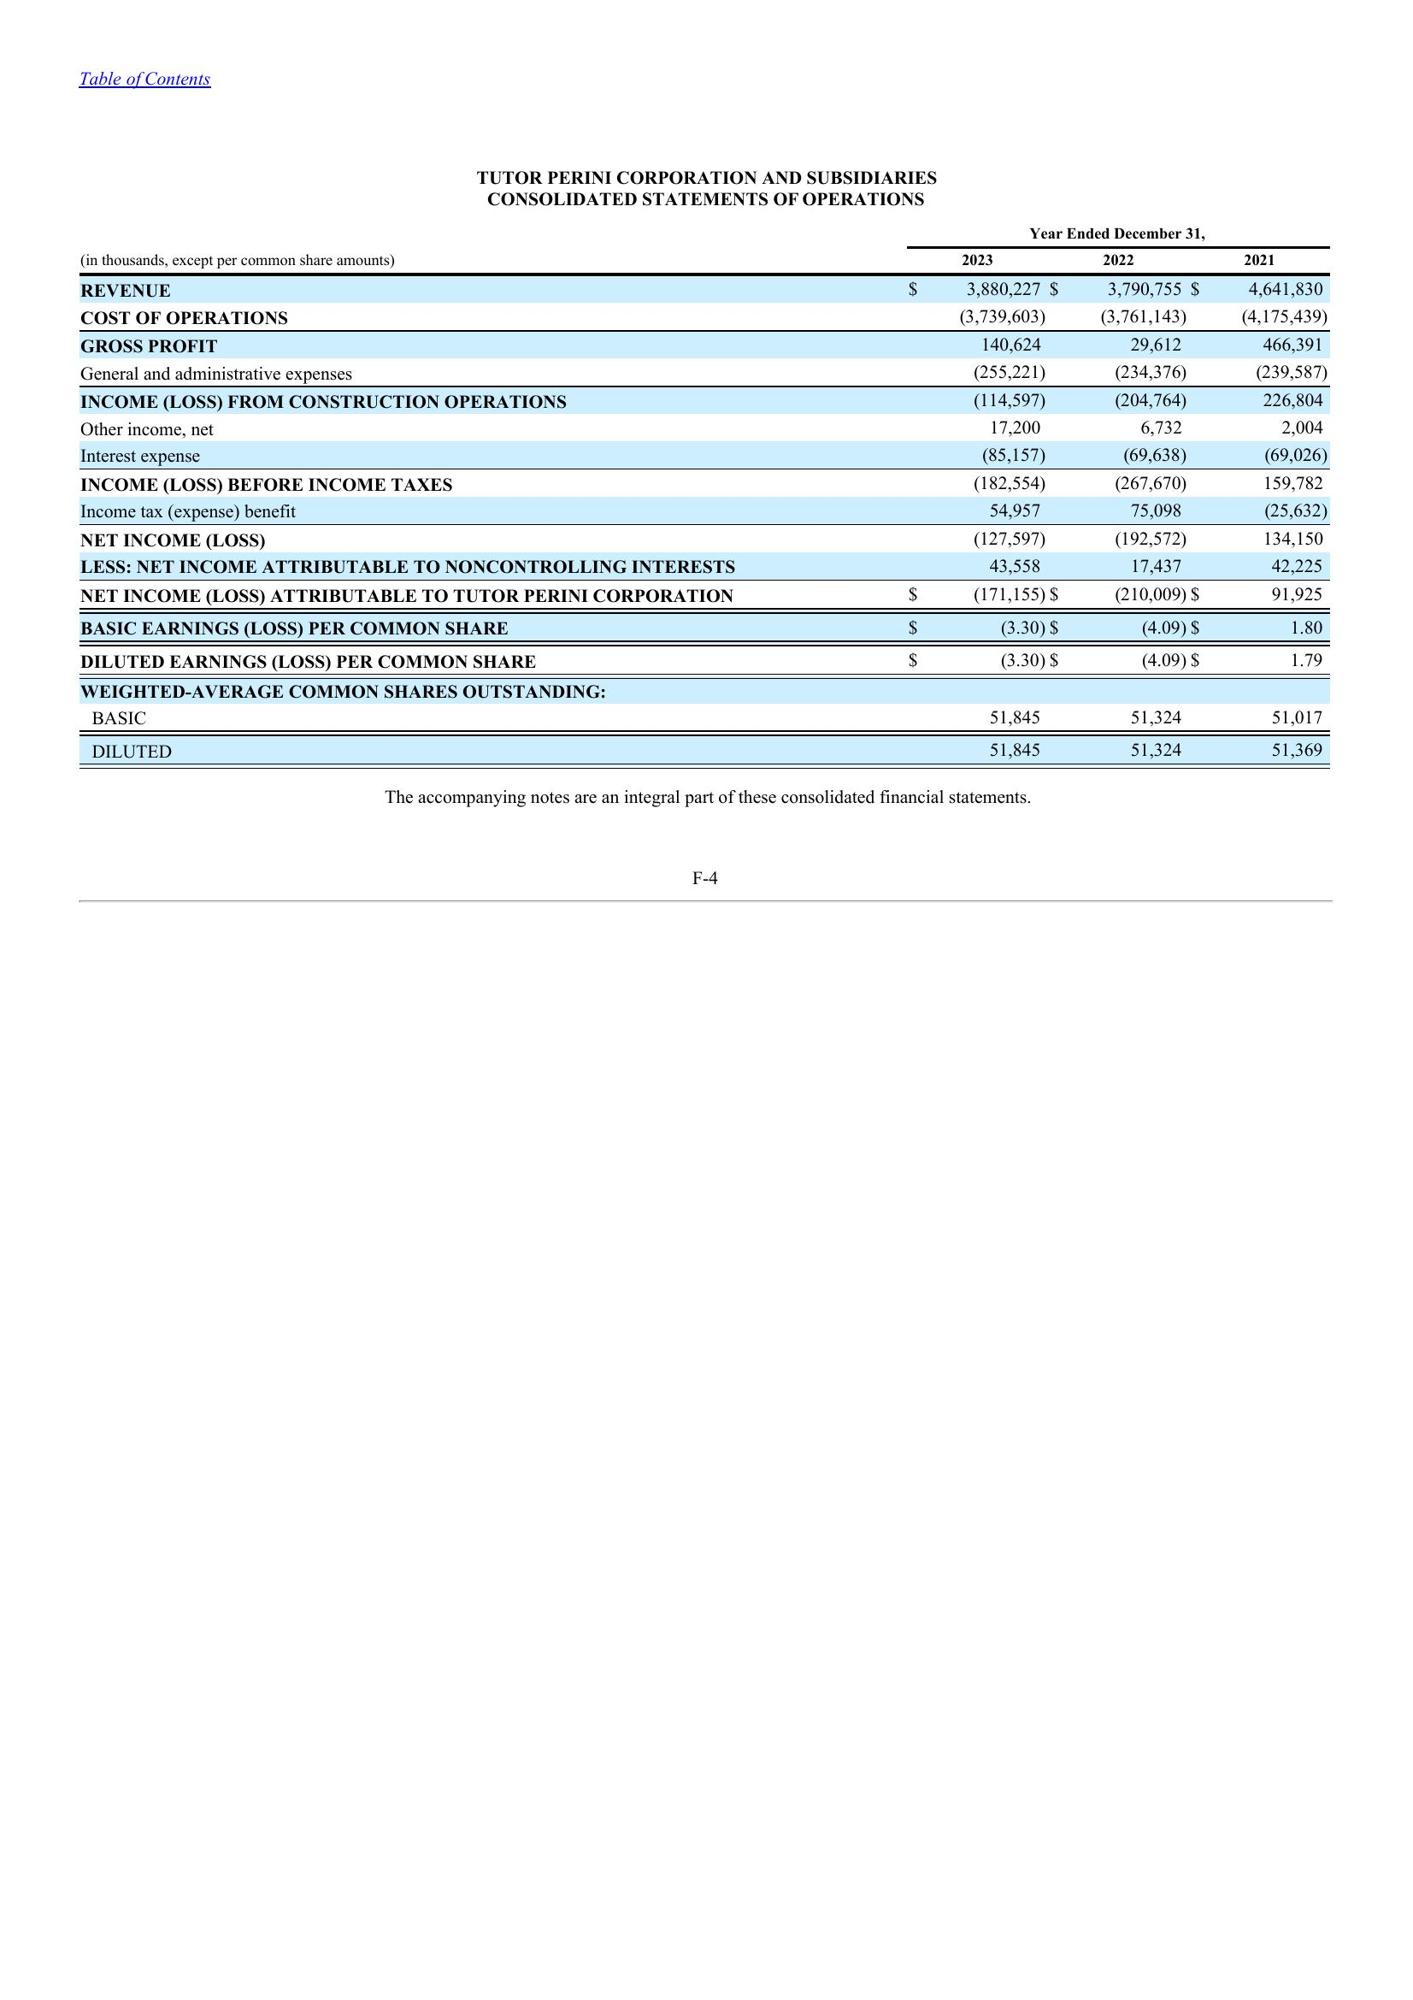 Table of Contents
TUTOR PERINI CORPORATION AND SUBSIDIARIES
CONSOLIDATED STATEMENTS OF OPERATIONS
Year Ended December 31,
(in thousands, except per common share amounts) 2023 2022 2021
REVENUE $ 3,880,227 $ 3,790,755 $ 4,641,830
COST OF OPERATIONS (3,739,603) (3,761,143) (4,175,439)
GROSS PROFIT 140,624 29,612 466,391
General and administrative expenses (255,221) (234,376) (239,587)
INCOME (LOSS) FROM CONSTRUCTION OPERATIONS (114,597) (204,764) 226,804
Other income, net 17,200 6,732 2,004
Interest expense (85,157) (69,638) (69,026)
INCOME (LOSS) BEFORE INCOME TAXES (182,554) (267,670) 159,782
Income tax (expense) benefit 54,957 75,098 (25,632)
NET INCOME (LOSS) (127,597) (192,572) 134,150
LESS: NET INCOME ATTRIBUTABLE TO NONCONTROLLING INTERESTS 43,558 17,437 42,225
NET INCOME (LOSS) ATTRIBUTABLE TO TUTOR PERINI CORPORATION $ (171,155) $ (210,009) $ 91,925
BASIC EARNINGS (LOSS) PER COMMON SHARE $ (3.30) $ (4.09) $ 1.80
DILUTED EARNINGS (LOSS) PER COMMON SHARE $ (3.30) $ (4.09) $ 1.79
WEIGHTED-AVERAGE COMMON SHARES OUTSTANDING:
BASIC 51,845 51,324 51,017
DILUTED 51,845 51,324 51,369
The accompanying notes are an integral part of these consolidated financial statements.
F-4